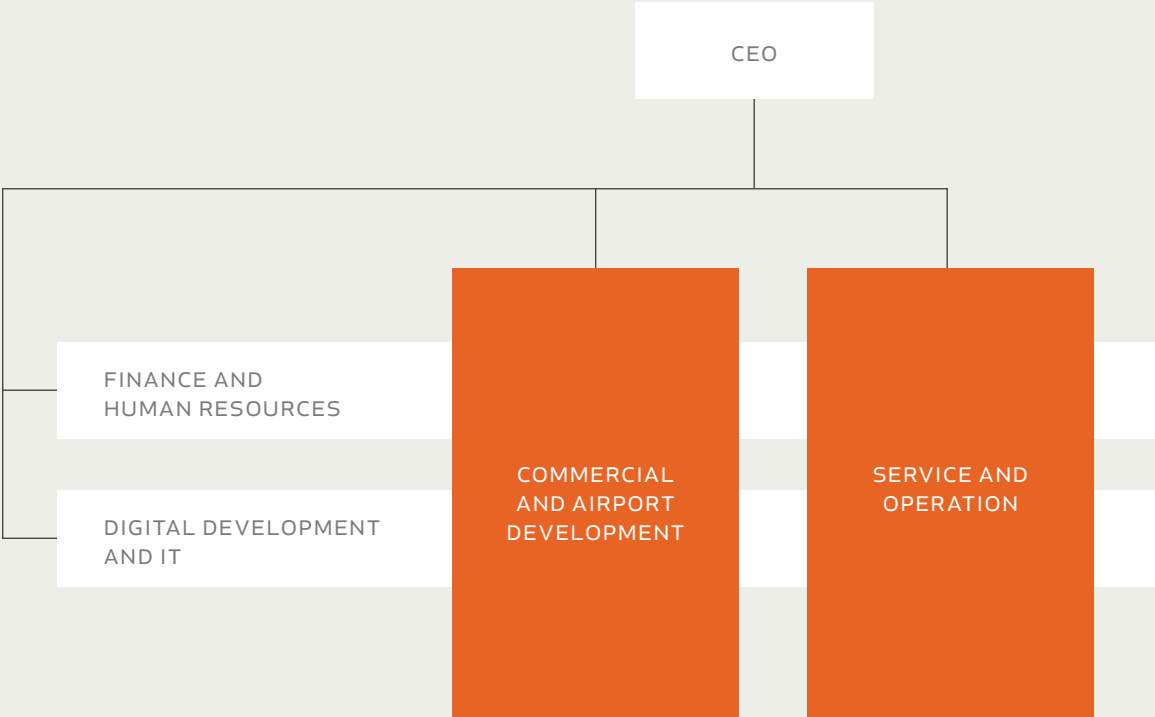 CEO
FINANCE AND
HUMAN RESOURCES
COMMERCIAL
AND AIRPORT
DEVELOPMENT
SERVICE AND
OPERATION
DIGITAL DEVELOPMENT
AND IT